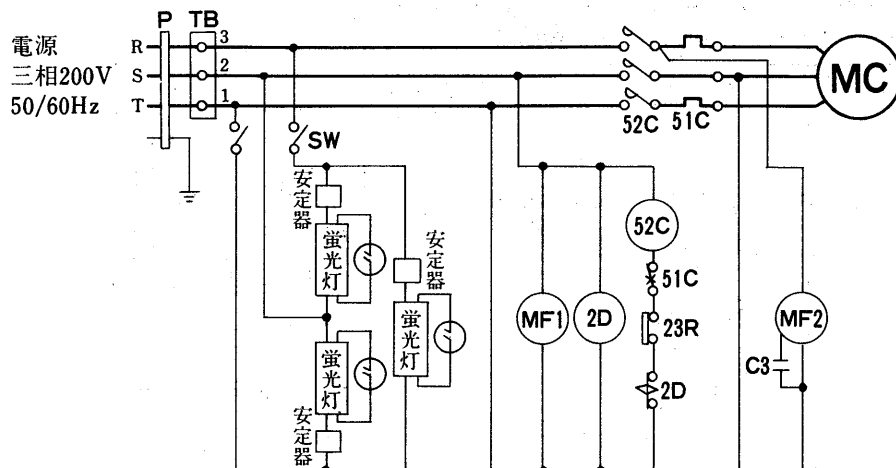 P TB
電源 R 3
三相200V S 2
50/60Hz T 1
MC
52C 51C
SW
安定器
蛍光灯
安定器
蛍光灯
蛍光灯
安定器
52C
51C
MF1
2D
23R
2D
MF2
C3